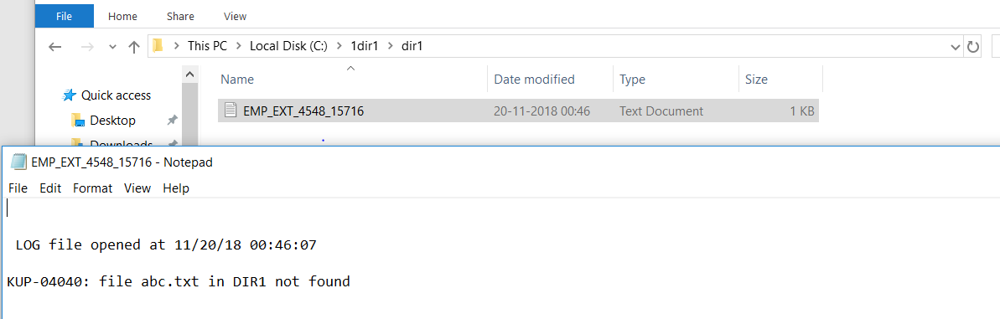 File Home Share View
This PC Local Disk (C:) 1dir1 dir1
Name Date modified Type Size
Quick access
EMP_EXT_4548_15716 20-11-2018 00:46 Text Document 1 KB
Desktop
Downloads
EMP_EXT_4548_15716 - Notepad
File Edit Format View Help
LOG file opened at 11/20/18 00:46:07
KUP-04040: file abc.txt in DIR1 not found